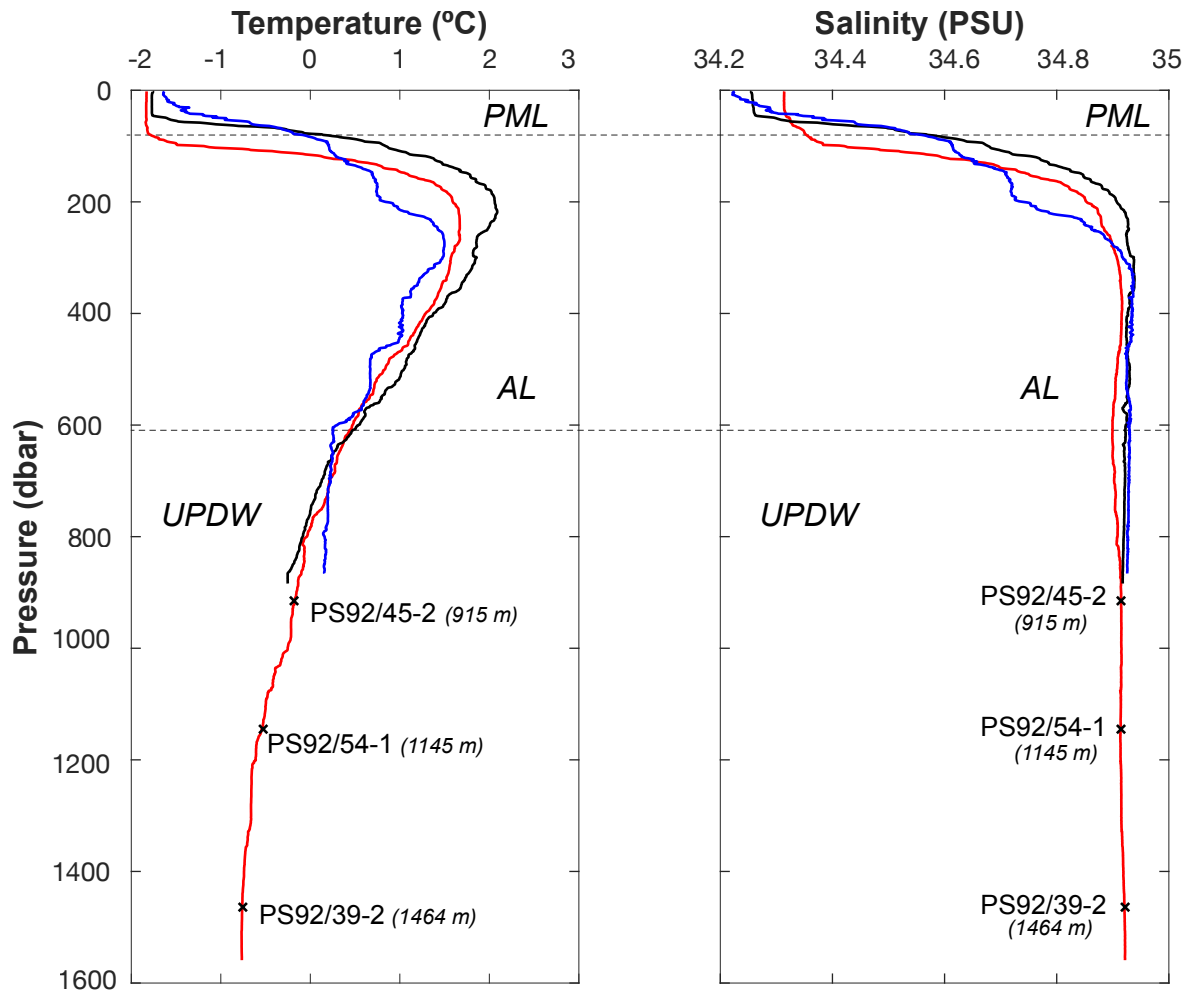 Temperature (ºC) Salinity (PSU)
-2 -1 0 1 2 3 34.2 34.4 34.6 34.8 35
0
PML PML
200
400
AL AL
600
UPDW UPDW
800
PS92/45-2 (915 m) PS92/45-2
(915 m)
1000
PS92/54-1 (1145 m) PS92/54-1
(1145 m)
1200
1400
PS92/39-2 (1464 m) PS92/39-2
(1464 m)
1600
Pressure (dbar)